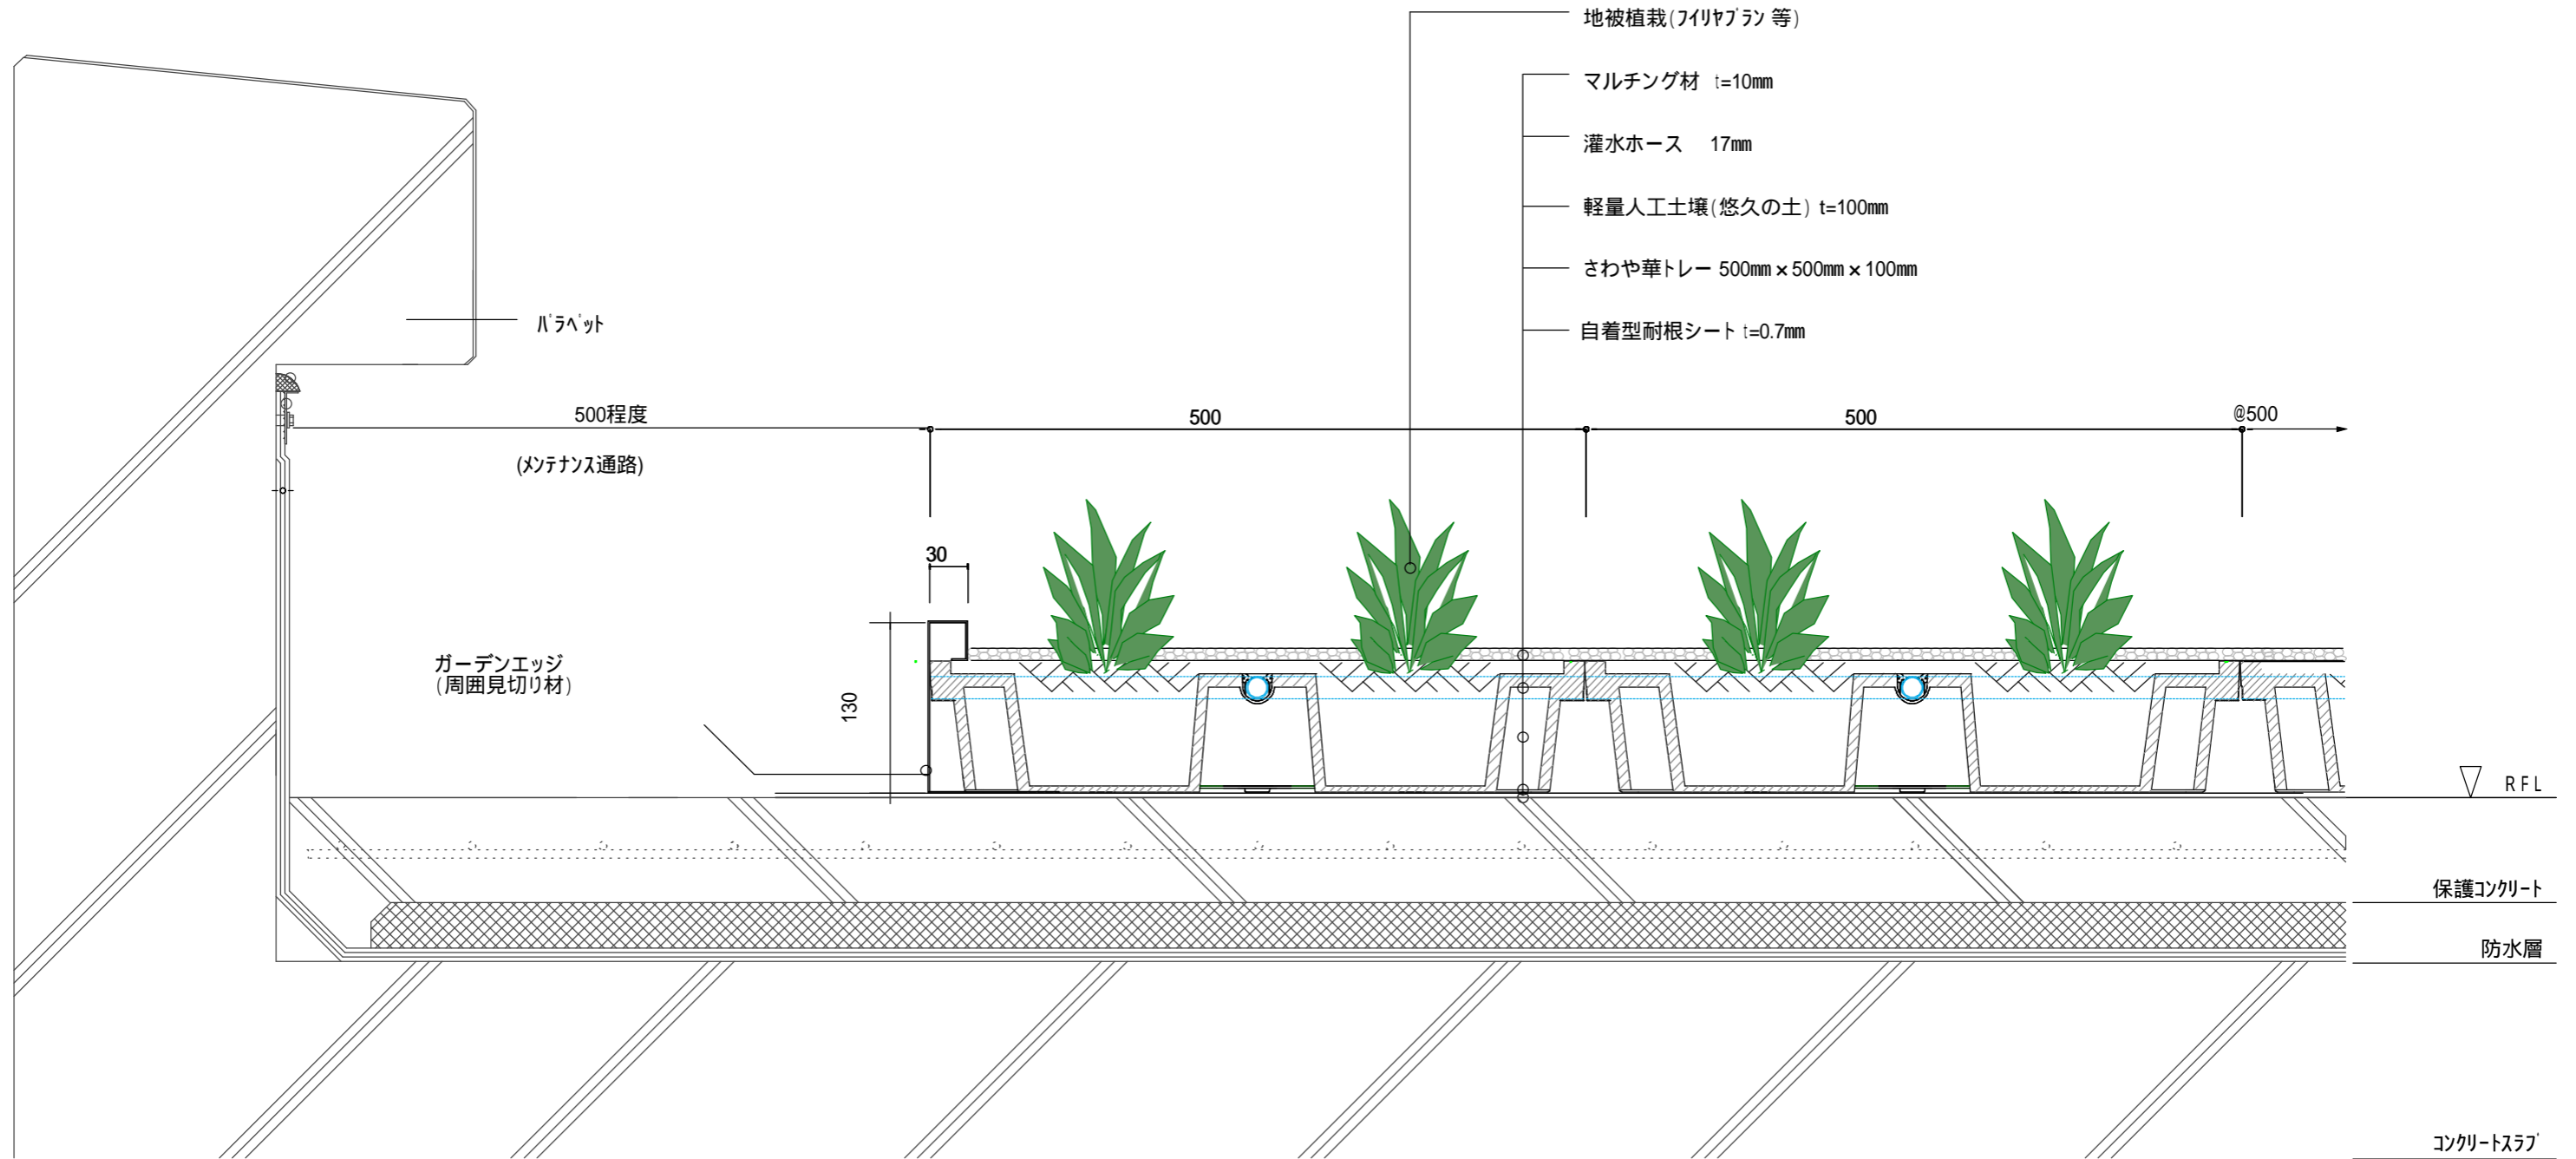 地被植栽(ﾌｲﾘﾔﾌﾞﾗﾝ 等)
マルチング材 t=10mm
灌水ホース 17mm
軽量人工土壌(悠久の土) t=100mm
さわや華トレー 500mm×500mm×100mm
自着型耐根シート t=0.7mm
ﾊﾟﾗﾍﾟｯﾄ
500程度
500
500
@500
(ﾒﾝﾃﾅﾝｽ通路)
30
ガーデンエッジ
(周囲見切り材)
130
RFL
保護ｺﾝｸﾘｰﾄ
防水層
ｺﾝｸﾘｰﾄｽﾗﾌﾞ